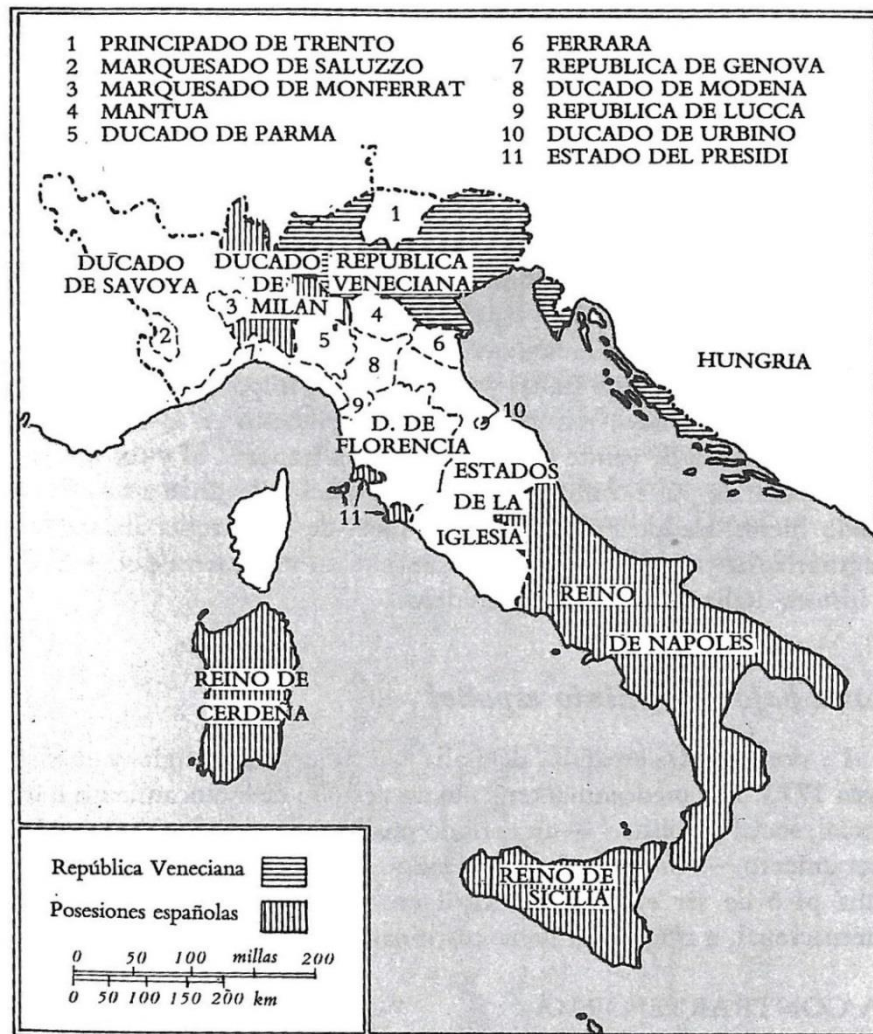 1 PRINCIPADO DE TRENTO
2 MARQUESADO DE SALUZZO
3 MARQUESADO DE MONFERRAT
4 MANTUA
5 DUCADO DE PARMA
6 FERRARA
7 REPUBLICA DE GENOVA
8 DUCADO DE MODENA
9 REPUBLICA DE LUCCA
10 DUCADO DE URBINO
11 ESTADO DEL PRESIDI
1
DUCADO
DE SAVOYA
DUCADO
DE
MILAN
REPUBLICA
VENECIANA
3
4
2
7
5
8
6
HUNGRIA
9
10
D. DE
FLORENCIA
ESTADOS
DE LA
IGLESIA
11
REINO
DE NAPOLES
REINO DE
CERDEÑA
REINO DE
SICILIA
República Veneciana
Posesiones españolas
0 50 100 millas 200
0 50 100 150 200 km